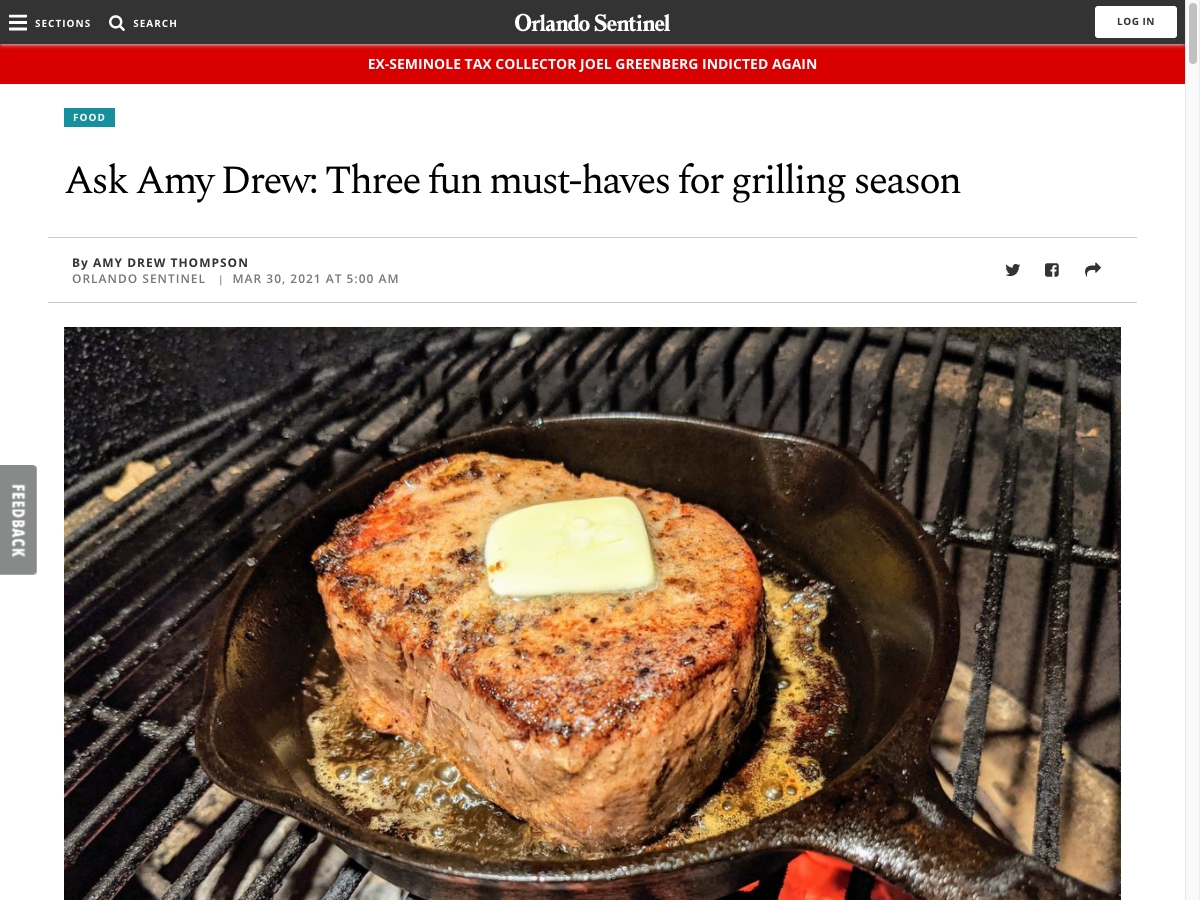 SECTIONS
SEARCH
Orlando Sentinel
LOG IN
EX-SEMINOLE TAX COLLECTOR JOEL GREENBERG INDICTED AGAIN
FOOD
Ask Amy Drew: Three fun must-haves for grilling season
By AMY DREW THOMPSON
ORLANDO SENTINEL | MAR 30, 2021 AT 5:00 AM
FEEDBACK